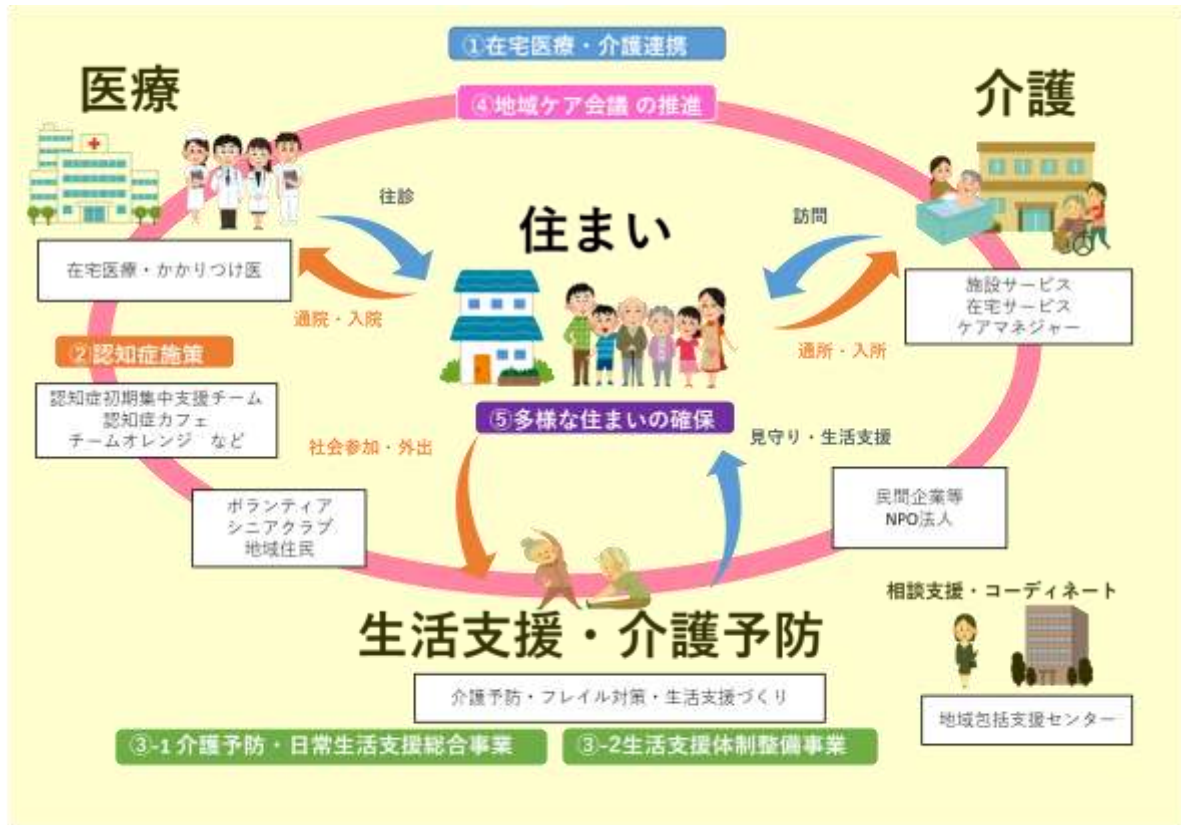 ①在宅医療・介護連携
④地域ケア会議 の推進
医療
介護
往診
訪問
住まい
在宅医療・かかりつけ医
通院・入院
施設サービス
在宅サービス
ケアマネジャー
通所・入所
②認知症施策
認知症初期集中支援チーム
認知症カフェ
チームオレンジ など
⑤多様な住まいの確保
社会参加・外出
見守り・生活支援
ボランティア
シニアクラブ
地域住民
民間企業等
NPO法人
相談支援・コーディネート
生活支援・介護予防
介護予防・フレイル対策・生活支援づくり
地域包括支援センター
③-1 介護予防・日常生活支援総合事業
③-2生活支援体制整備事業